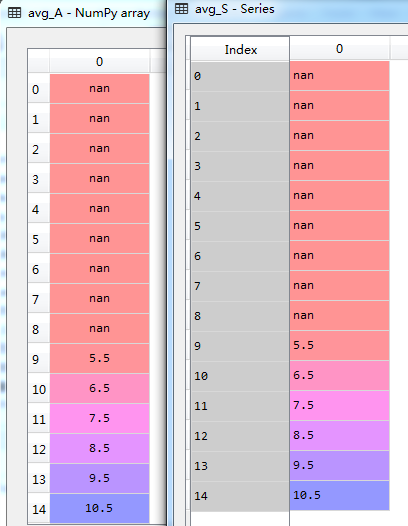 avg_A - NumPy array
0
0 nan
1 nan
2 nan
3 nan
4 nan
5 nan
6 nan
7 nan
8 nan
9 5.5
10 6.5
11 7.5
12 8.5
13 9.5
14 10.5
avg_S - Series
Index 0
0 nan
1 nan
2 nan
3 nan
4 nan
5 nan
6 nan
7 nan
8 nan
9 5.5
10 6.5
11 7.5
12 8.5
13 9.5
14 10.5